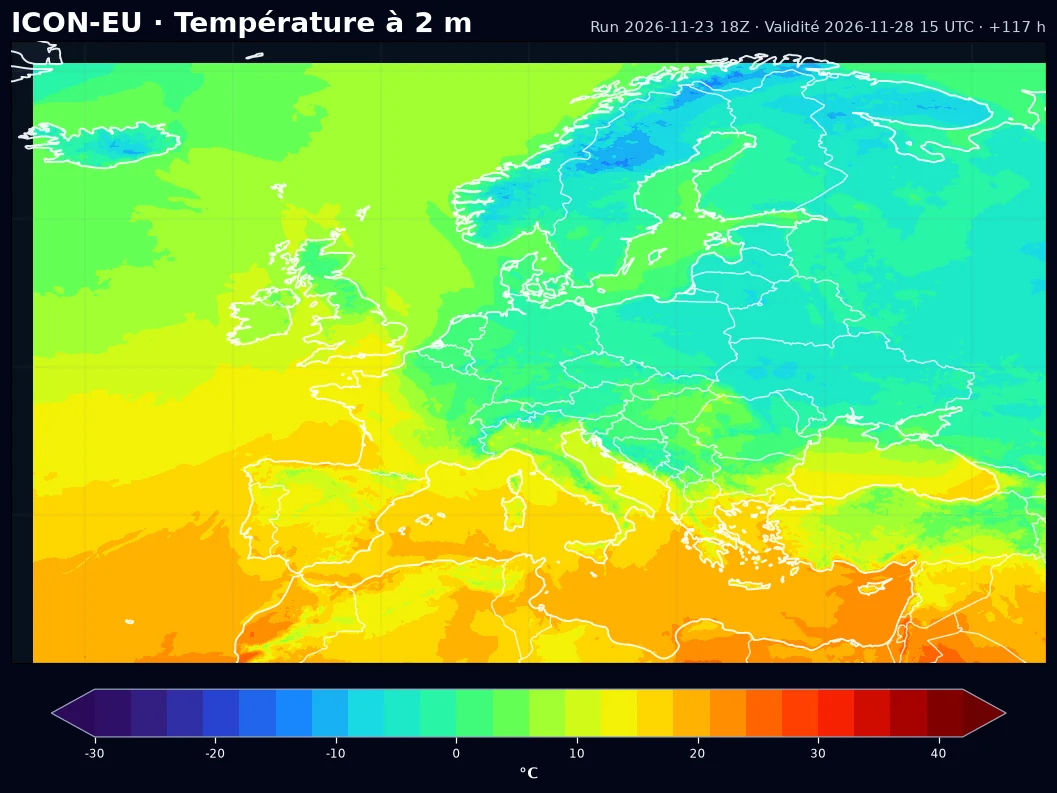 ICON-EU · Température à 2 m
Run 2026-11-23 18Z · Validité 2026-11-28 15 UTC · +117 h
-30 -20 -10 0 10 20 30 40
°C